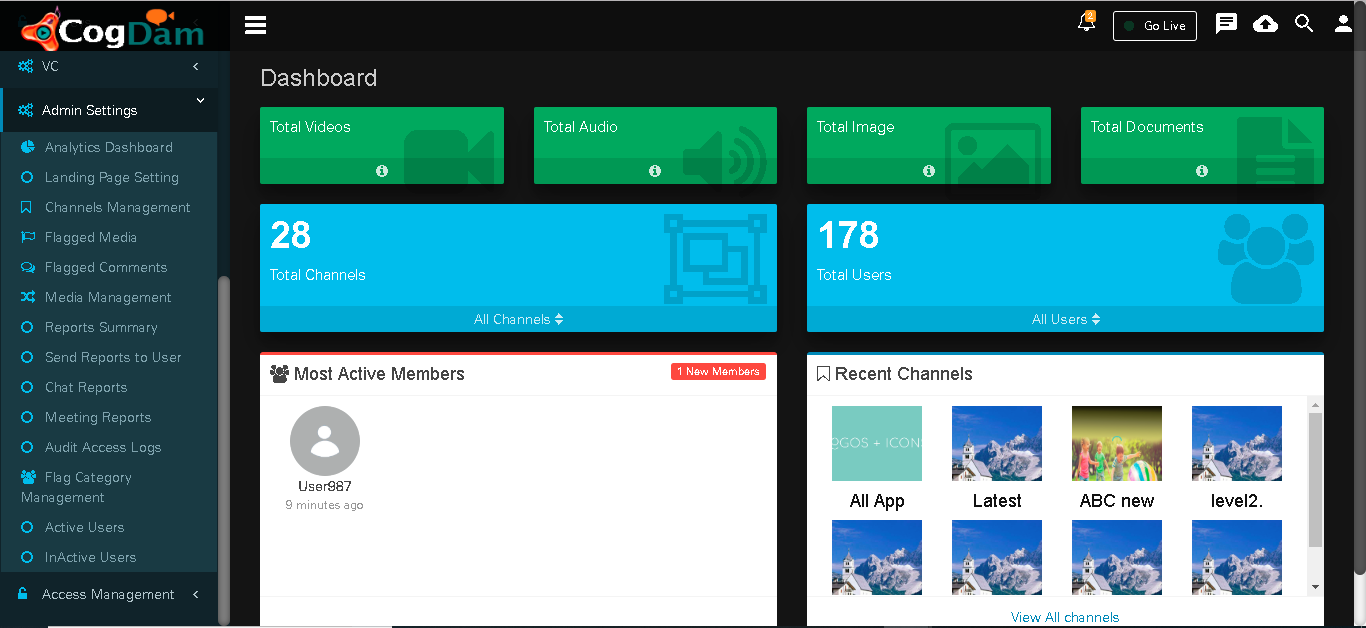 CogDam
2
Go Live
VC
Admin Settings
Analytics Dashboard
Landing Page Setting
Channels Management
Flagged Media
Flagged Comments
Media Management
Reports Summary
Send Reports to User
Chat Reports
Meeting Reports
Audit Access Logs
Flag Category
Management
Active Users
InActive Users
Access Management
Dashboard
Total Videos
Total Audio
Total Image
Total Documents
28
Total Channels
All Channels
178
Total Users
All Users
Most Active Members
1 New Members
User987
9 minutes ago
Recent Channels
OGOS + ICON
All App
Latest
ABC new
level2.
View All channels